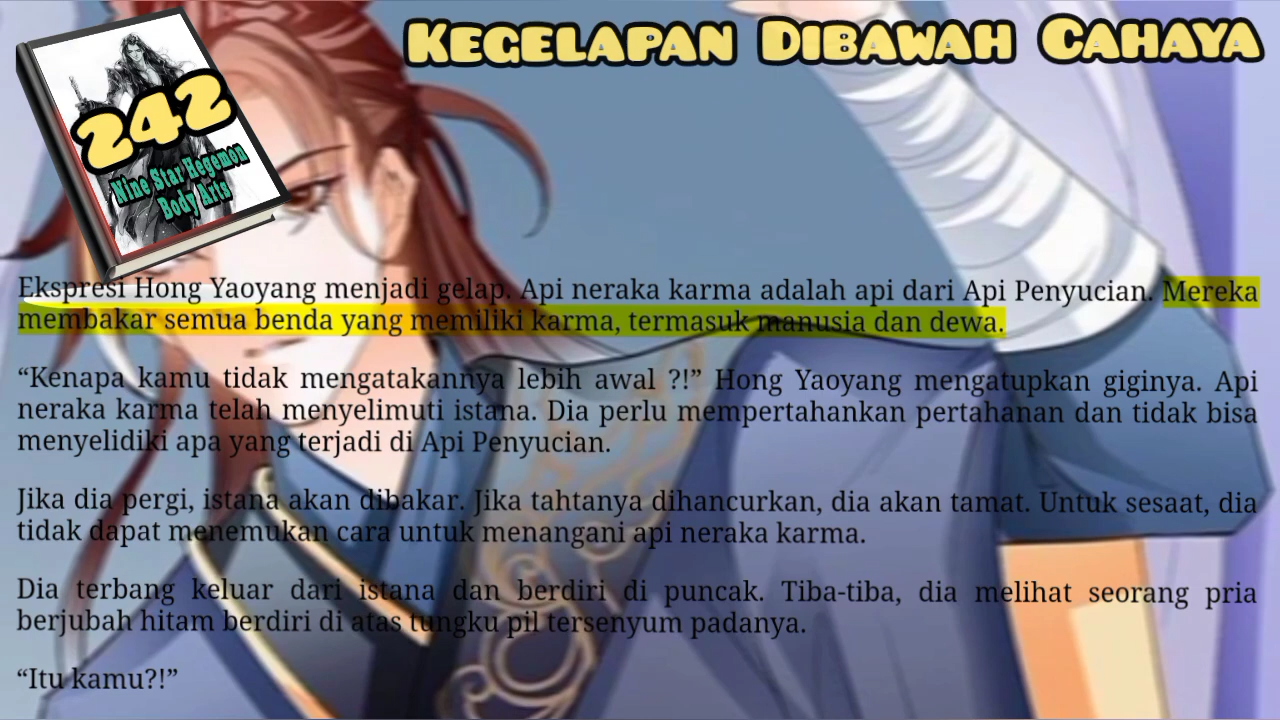 Kegelapan Dibawah Cahaya
242
Nine Star Hegemon
Body Arts
Ekspresi Hong Yaoyang menjadi gelap. Api neraka karma adalah api dari Api Penyucian. Mereka
membakar semua benda yang memiliki karma, termasuk manusia dan dewa.
“Kenapa kamu tidak mengatakannya lebih awal ?!” Hong Yaoyang mengatupkan giginya. Api
neraka karma telah menyelimuti istana. Dia perlu mempertahankan pertahanan dan tidak bisa
menyelidiki apa yang terjadi di Api Penyucian.
Jika dia pergi, istana akan dibakar. Jika tahtanya dihancurkan, dia akan tamat. Untuk sesaat, dia
tidak dapat menemukan cara untuk menangani api neraka karma.
Dia terbang keluar dari istana dan berdiri di puncak. Tiba-tiba, dia melihat seorang pria
berjubah hitam berdiri di atas tungku pil tersenyum padanya.
“Itu kamu?!”